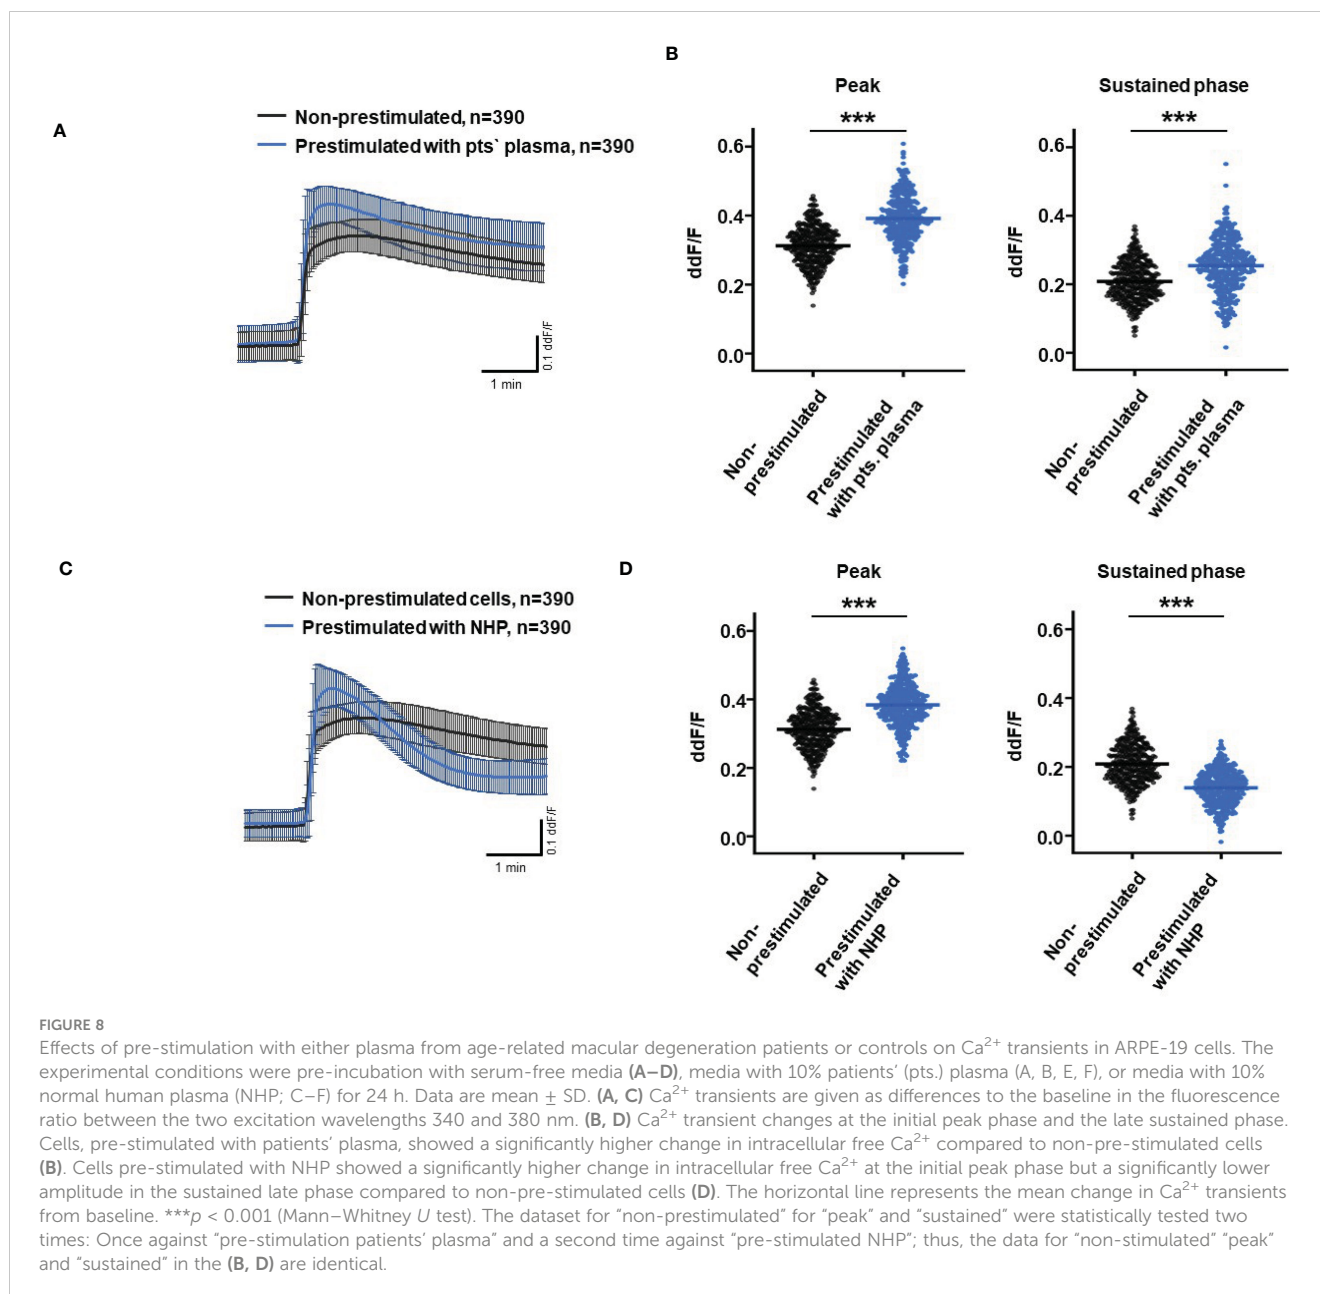 A
Non-prestimulated, n=390
Prestimulated with pts` plasma, n=390
0.1 ddF/F
1 min
B
Peak
***
ddF/F
0.6
0.4
0.2
0.0
Non-
prestimulated
Prestimulated
with pts. plasma
Sustained phase
***
ddF/F
0.6
0.4
0.2
0.0
Non-
prestimulated
Prestimulated
with pts. plasma
C
Non-prestimulated cells, n=390
Prestimulated with NHP, n=390
0.1 ddF/F
1 min
D
Peak
***
ddF/F
0.6
0.4
0.2
0.0
Non-
prestimulated
Prestimulated
with NHP
Sustained phase
***
ddF/F
0.6
0.4
0.2
0.0
Non-
prestimulated
Prestimulated
with NHP
FIGURE 8
Effects of pre-stimulation with either plasma from age-related macular degeneration patients or controls on Ca²⁺ transients in ARPE-19 cells. The
experimental conditions were pre-incubation with serum-free media (A–D), media with 10% patients’ (pts.) plasma (A, B, E, F), or media with 10%
normal human plasma (NHP; C–F) for 24 h. Data are mean ± SD. (A, C) Ca²⁺ transients are given as differences to the baseline in the fluorescence
ratio between the two excitation wavelengths 340 and 380 nm. (B, D) Ca²⁺ transient changes at the initial peak phase and the late sustained phase.
Cells, pre-stimulated with patients’ plasma, showed a significantly higher change in intracellular free Ca²⁺ compared to non-pre-stimulated cells
(B). Cells pre-stimulated with NHP showed a significantly higher change in intracellular free Ca²⁺ at the initial peak phase but a significantly lower
amplitude in the sustained late phase compared to non-pre-stimulated cells (D). The horizontal line represents the mean change in Ca²⁺ transients
from baseline. ***p < 0.001 (Mann–Whitney U test). The dataset for “non-prestimulated” for “peak” and “sustained” were statistically tested two
times: Once against “pre-stimulation patients’ plasma” and a second time against “pre-stimulated NHP”; thus, the data for “non-stimulated” “peak”
and “sustained” in the (B, D) are identical.